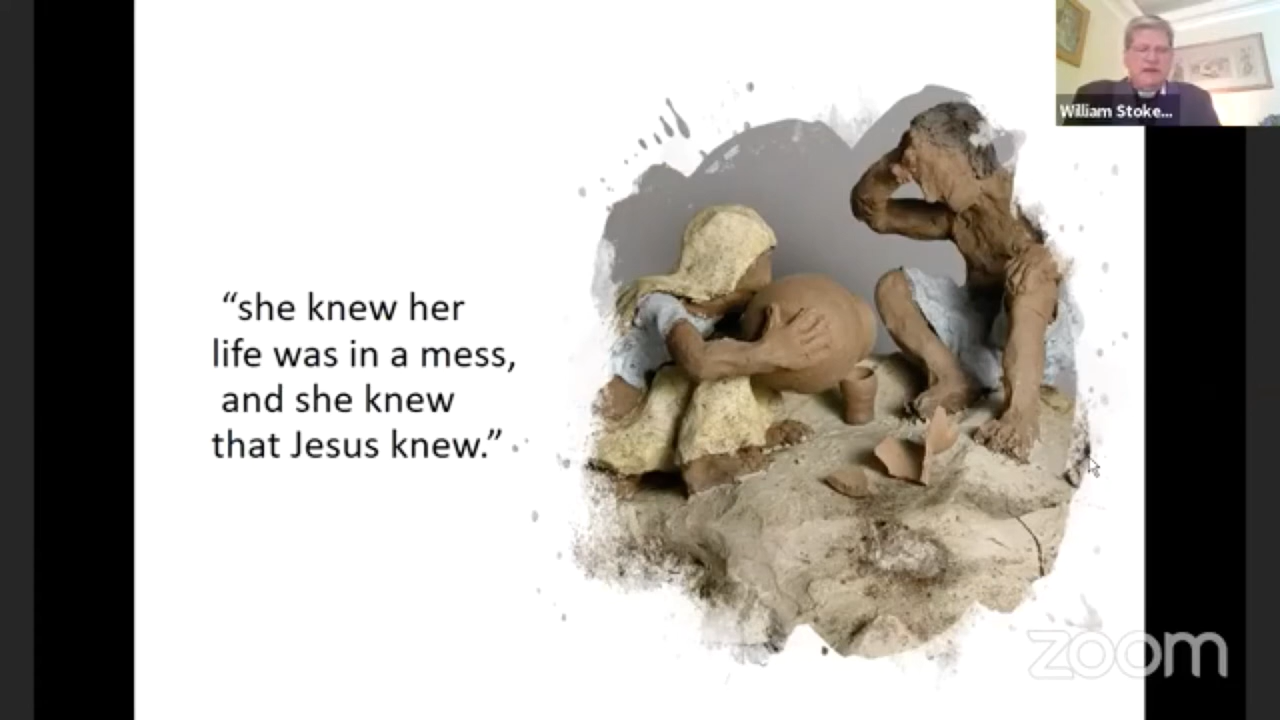 William Stoke...
“she knew her
life was in a mess,
and she knew
that Jesus knew.”
zoom